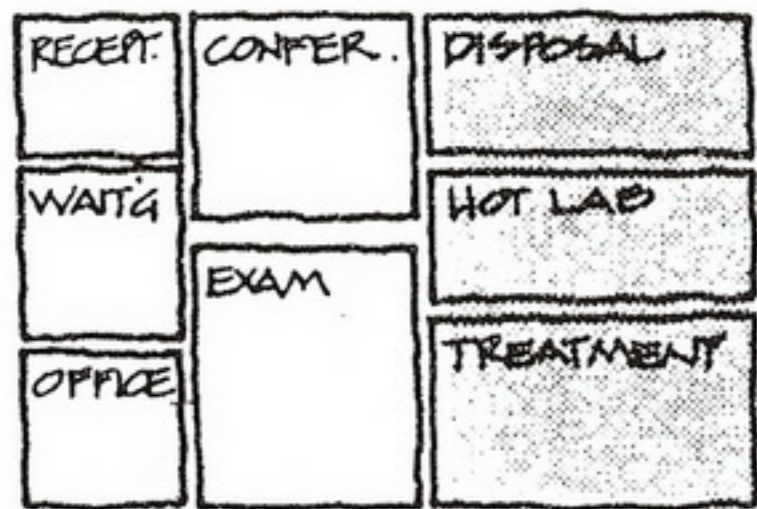 RECEPT.
CONFER.
DISPOSAL
WAIT'G
HOT LAB
EXAM
TREATMENT
OFFICE